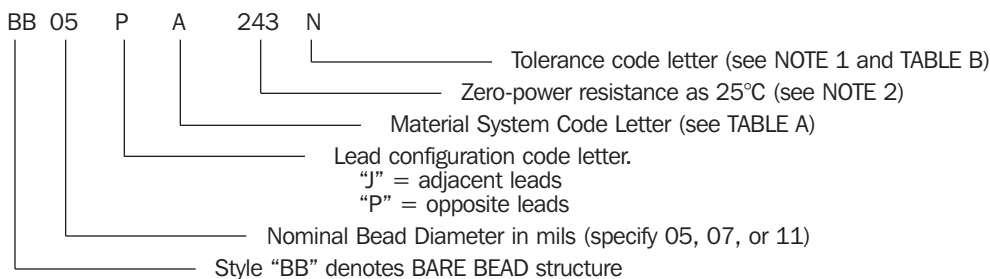 BB 05 P A 243 N
Tolerance code letter (see NOTE 1 and TABLE B)
Zero-power resistance as 25°C (see NOTE 2)
Material System Code Letter (see TABLE A)
Lead configuration code letter.
“J” = adjacent leads
“P” = opposite leads
Nominal Bead Diameter in mils (specify 05, 07, or 11)
Style “BB” denotes BARE BEAD structure